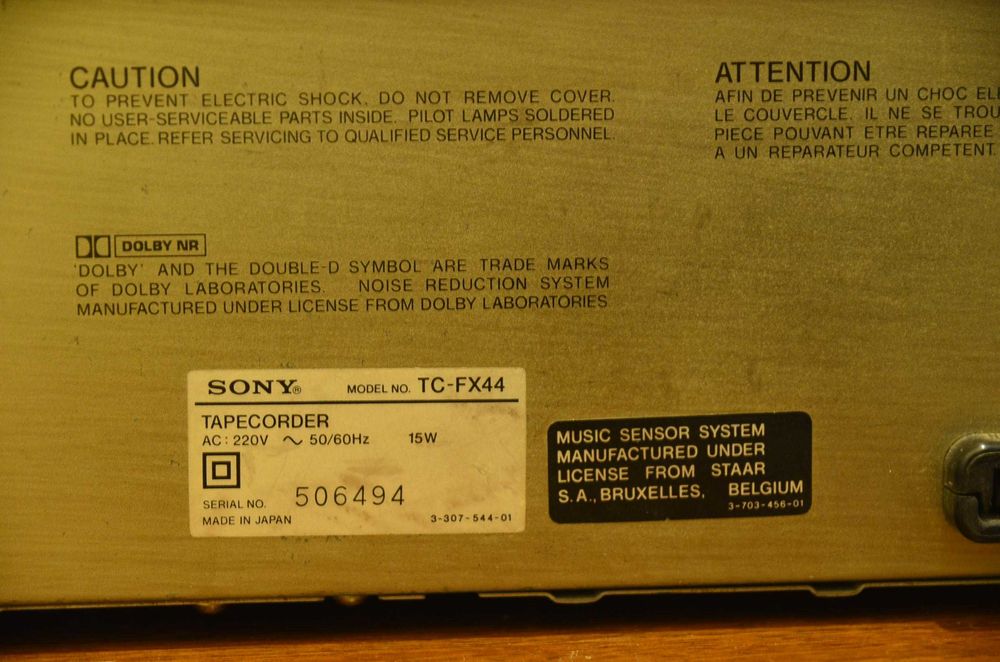 CAUTION
TO PREVENT ELECTRIC SHOCK, DO NOT REMOVE COVER.
NO USER-SERVICEABLE PARTS INSIDE. PILOT LAMPS SOLDERED
IN PLACE. REFER SERVICING TO QUALIFIED SERVICE PERSONNEL.
ATTENTION
AFIN DE PREVENIR UN CHOC
LE COUVERCLE. IL NE SE
PIECE POUVANT ETRE REPAREE
A UN REPARATEUR COMPETENT.
DOLBY NR
'DOLBY' AND THE DOUBLE-D SYMBOL ARE TRADE MARKS
OF DOLBY LABORATORIES. NOISE REDUCTION SYSTEM
MANUFACTURED UNDER LICENSE FROM DOLBY LABORATORIES
SONY® MODEL NO. TC-FX44
TAPECORDER
AC: 220V ~ 50/60Hz 15W
SERIAL NO. 506494
MADE IN JAPAN 3-307-544-01
MUSIC SENSOR SYSTEM
MANUFACTURED UNDER
LICENSE FROM STAAR
S.A., BRUXELLES, BELGIUM
3-703-456-01